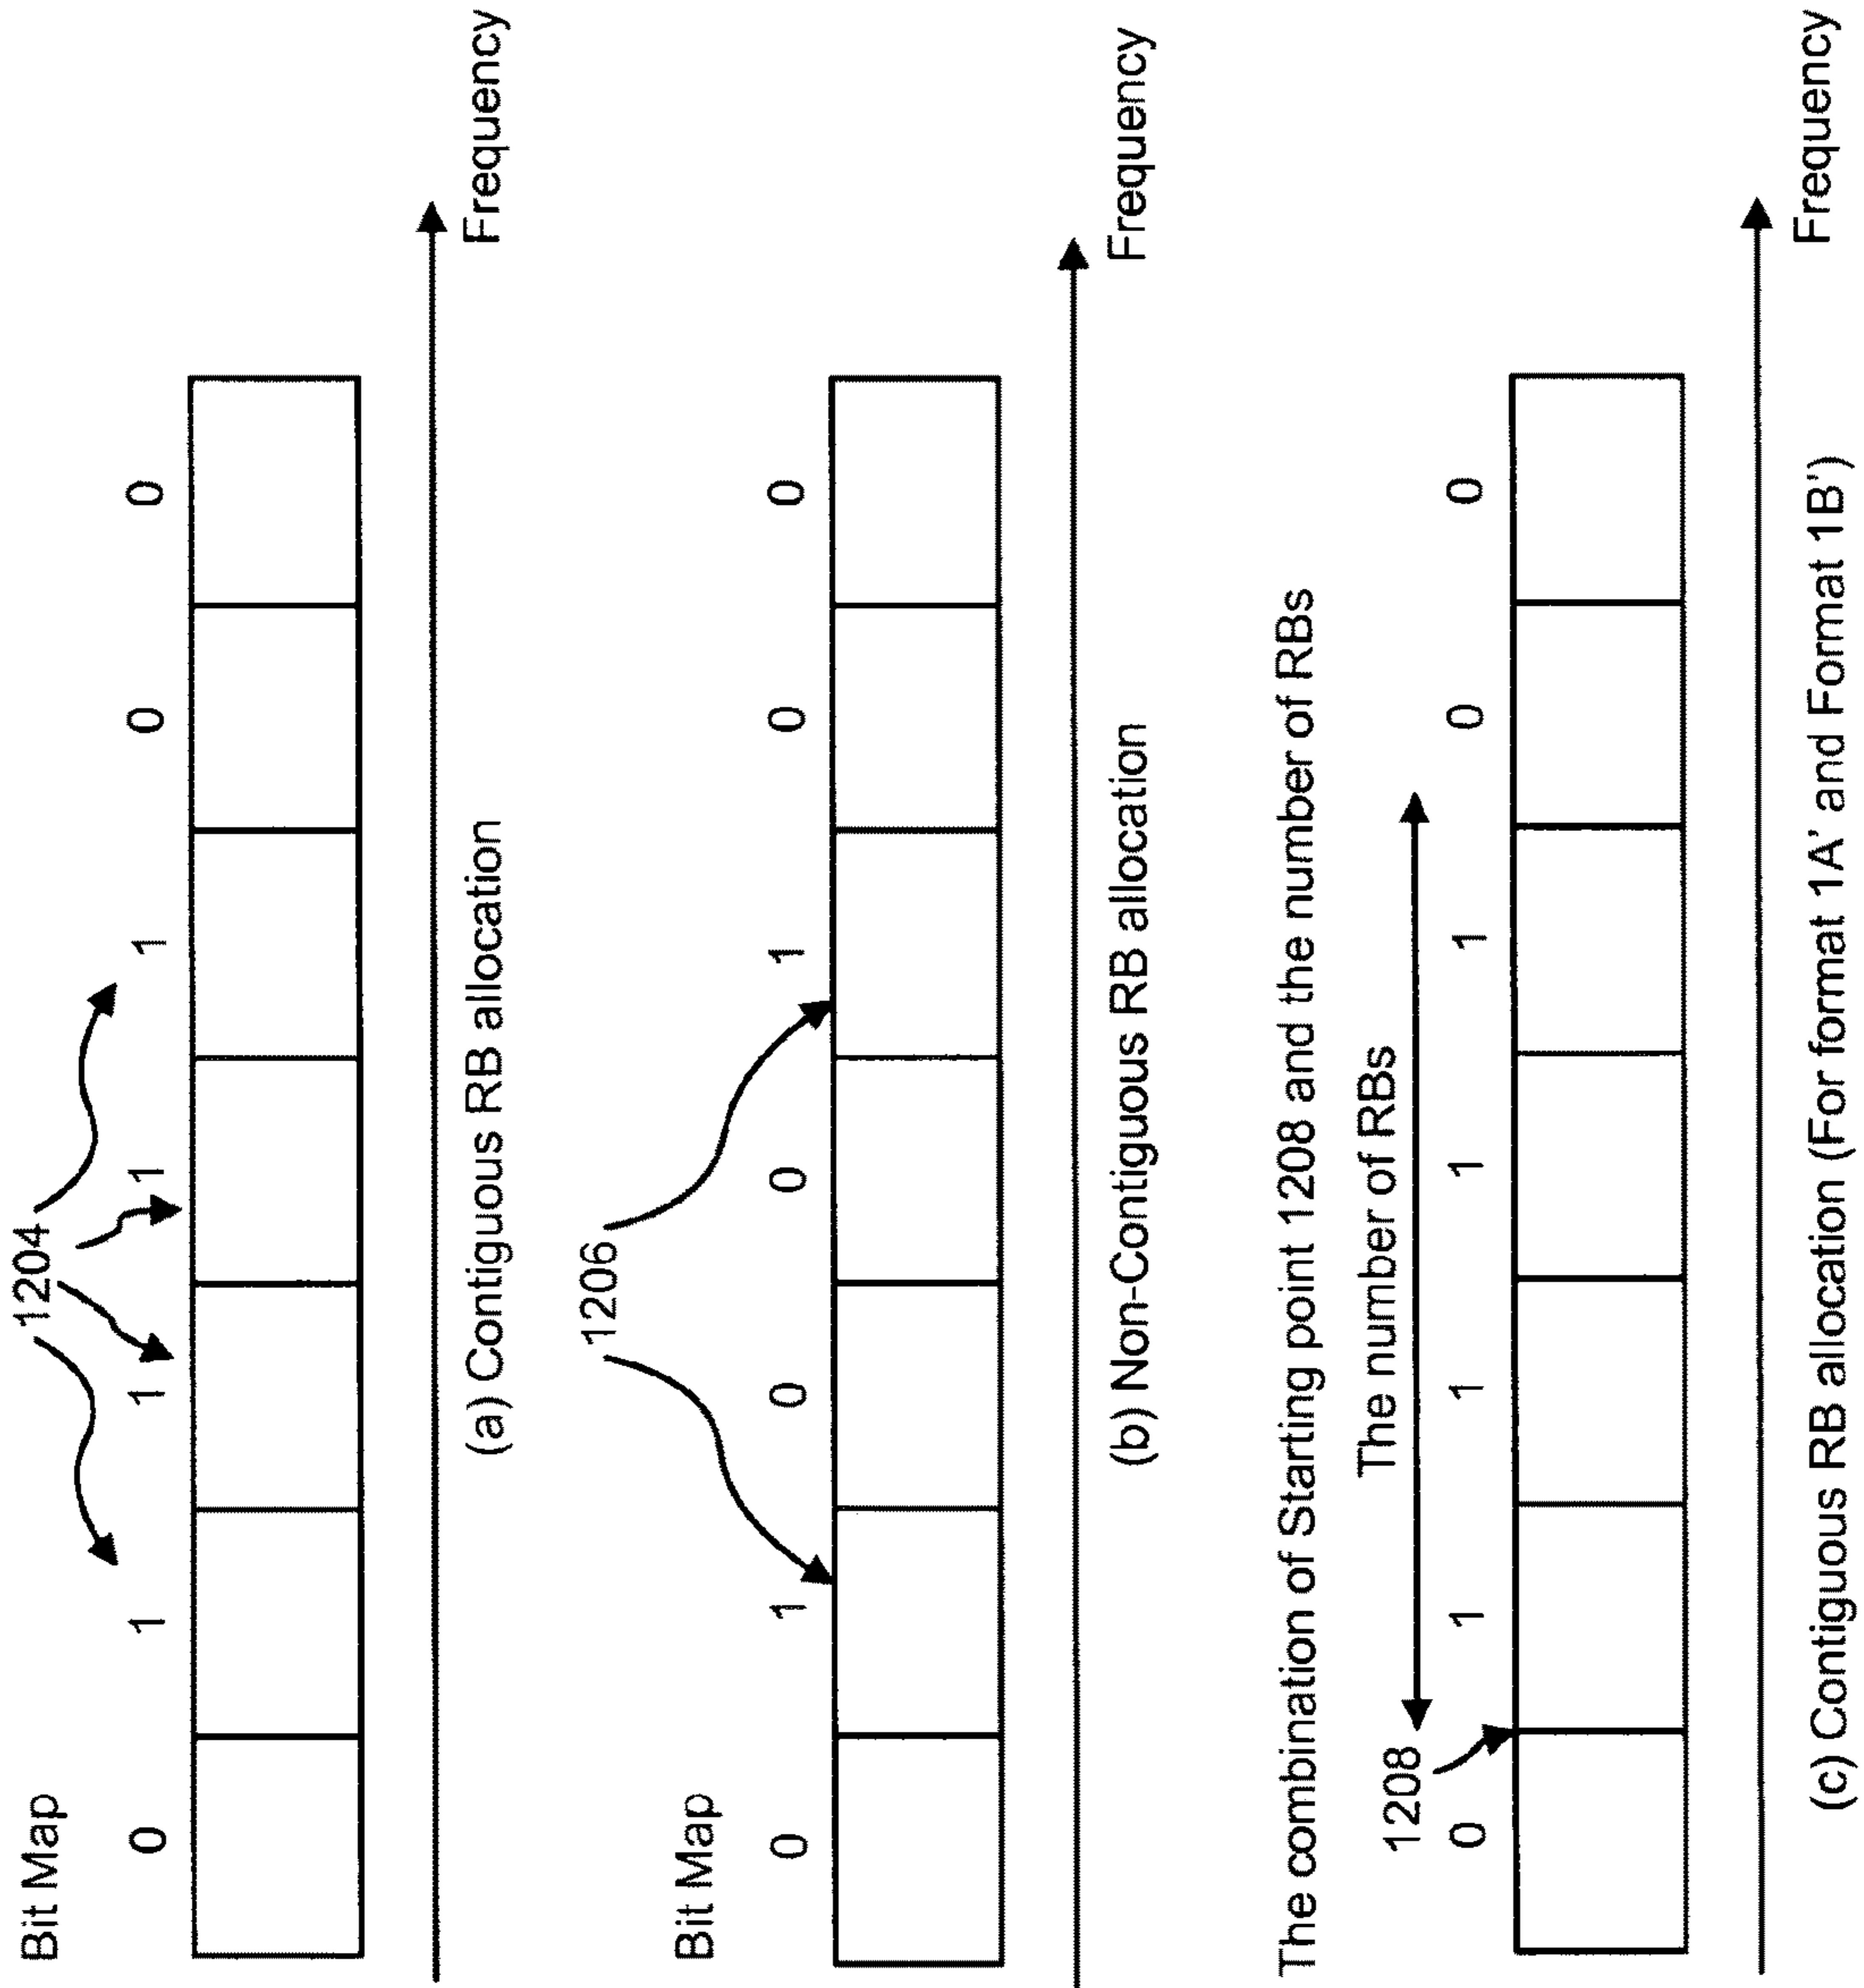 1204
Bit Map
0 1 1 1 1 0 0
Frequency
(a) Contiguous RB allocation
1206
Bit Map
0 1 0 0 1 0 0
Frequency
(b) Non-Contiguous RB allocation
The combination of Starting point 1208 and the number of RBs
The number of RBs
1208
0 1 1 1 1 0 0
Frequency
(c) Contiguous RB allocation (For format 1A' and Format 1B')